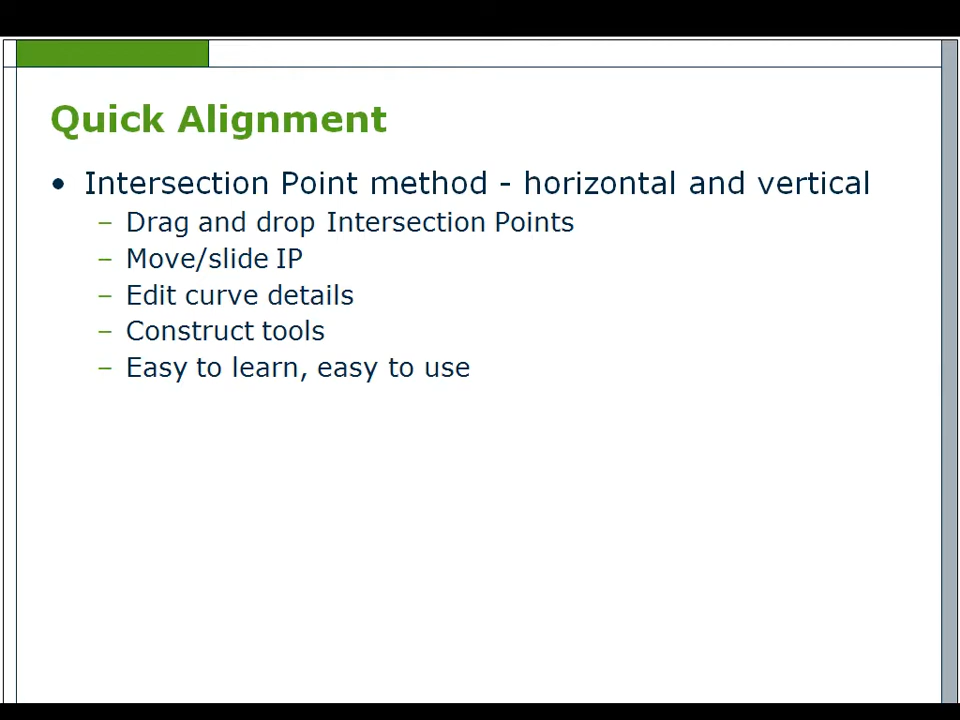 Quick Alignment
• Intersection Point method - horizontal and vertical
– Drag and drop Intersection Points
– Move/slide IP
– Edit curve details
– Construct tools
– Easy to learn, easy to use